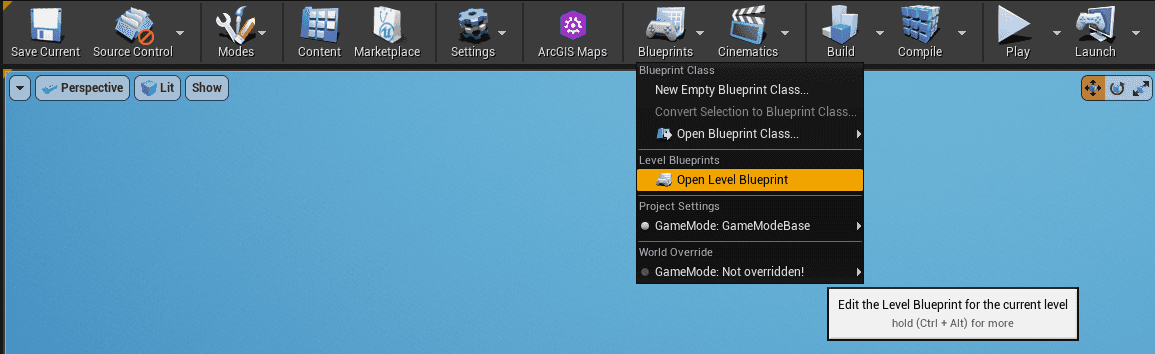 Save Current Source Control Modes Content Marketplace Settings ArcGIS Maps Blueprints Cinematics Build Compile Play Launch
Perspective Lit Show
Blueprint Class
New Empty Blueprint Class...
Convert Selection to Blueprint Class...
Open Blueprint Class...
Level Blueprints
Open Level Blueprint
Project Settings
GameMode: GameModeBase
World Override
GameMode: Not overridden!
Edit the Level Blueprint for the current level
hold (Ctrl + Alt) for more